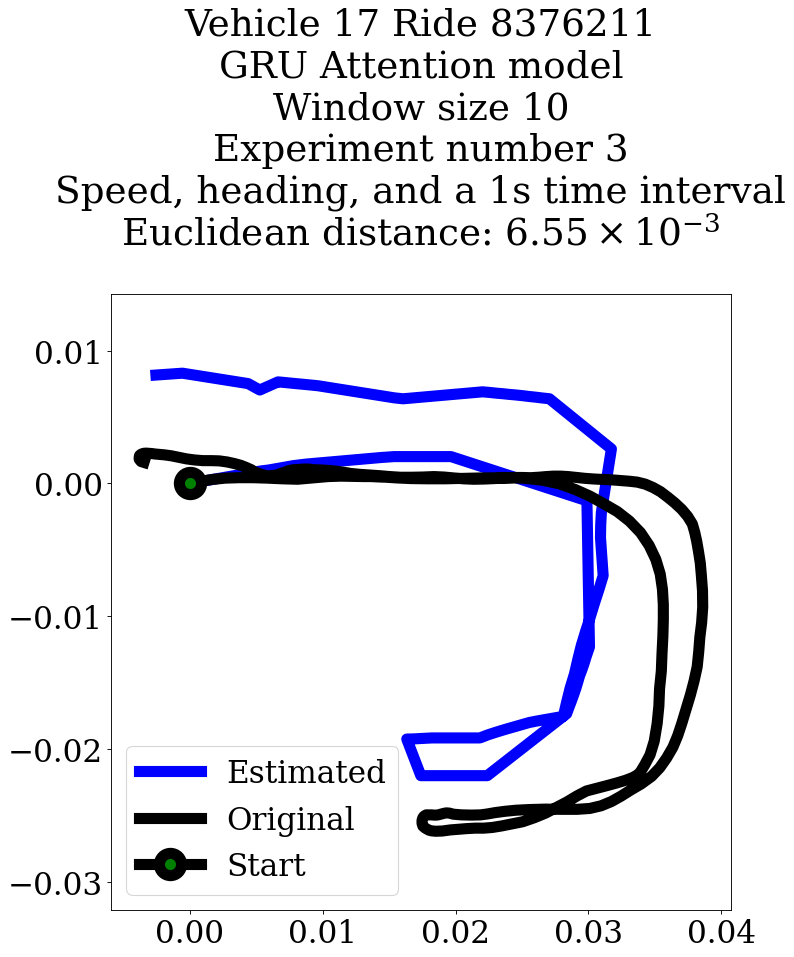 Vehicle 17 Ride 8376211
GRU Attention model
Window size 10
Experiment number 3
Speed, heading, and a 1s time interval
Euclidean distance: 6.55 × 10⁻³
0.01
0.00
−0.01
−0.02
−0.03
Estimated
Original
Start
0.00 0.01 0.02 0.03 0.04